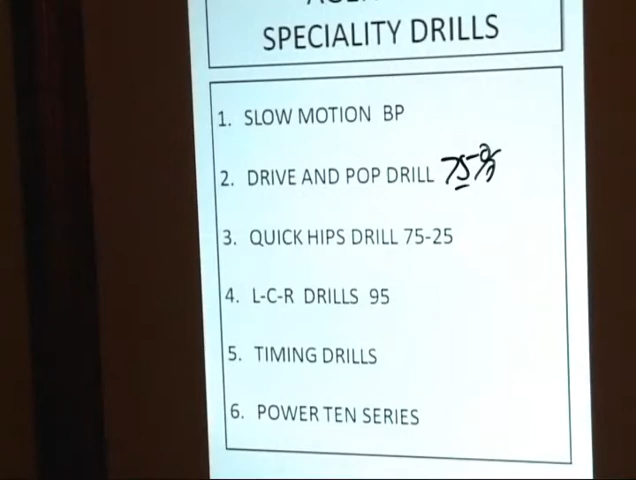 SPECIALITY DRILLS
1. SLOW MOTION BP
2. DRIVE AND POP DRILL 75%
3. QUICK HIPS DRILL 75-25
4. L-C-R DRILLS 95
5. TIMING DRILLS
6. POWER TEN SERIES